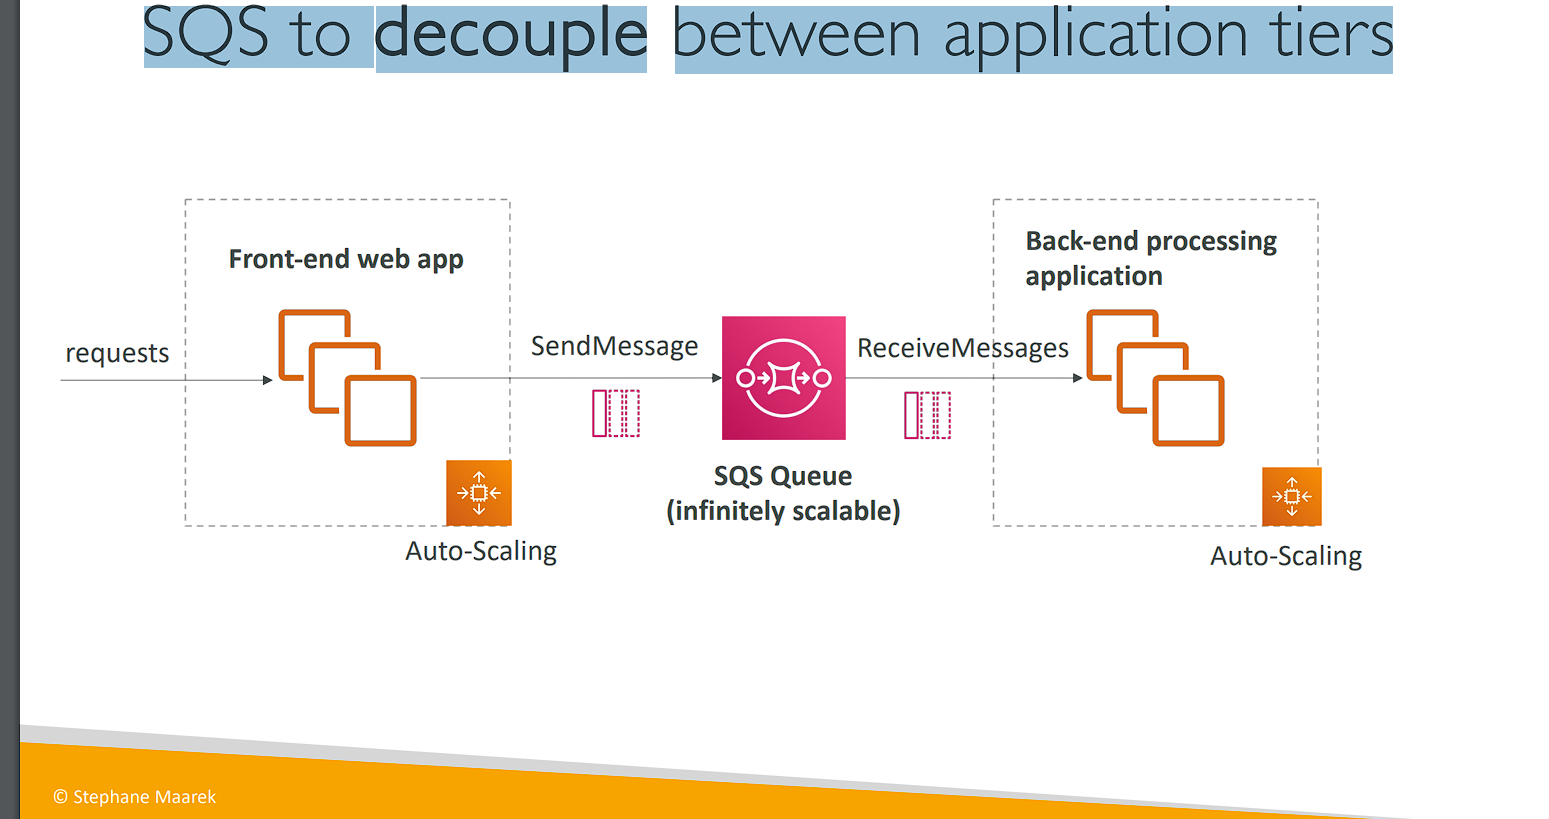 SQS to decouple between application tiers
Front-end web app
Back-end processing
application
requests
SendMessage
ReceiveMessages
SQS Queue
(infinitely scalable)
Auto-Scaling
Auto-Scaling
© Stephane Maarek